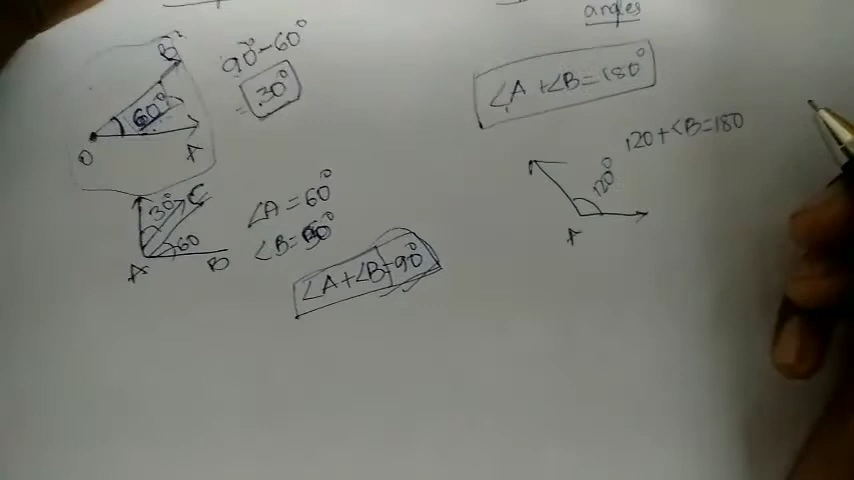 angles
B
90°-60°
= 30°
60°
O
A
∠A+∠B=180°
120+∠B=180
120°
A
30°
C
60
A
B
∠A=60°
∠B=30°
∠A+∠B=90°